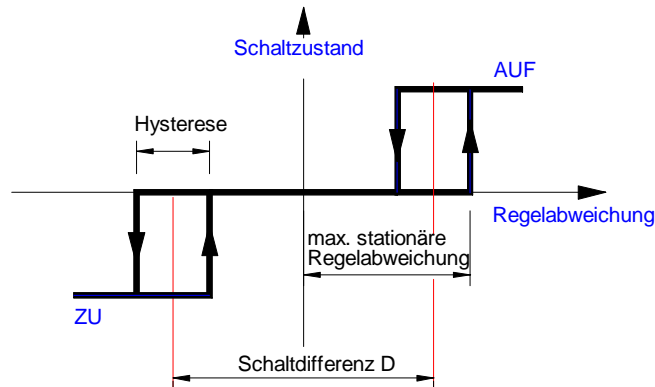 Schaltzustand
AUF
Hysterese
Regelabweichung
max. stationäre
Regelabweichung
ZU
Schaltdifferenz D